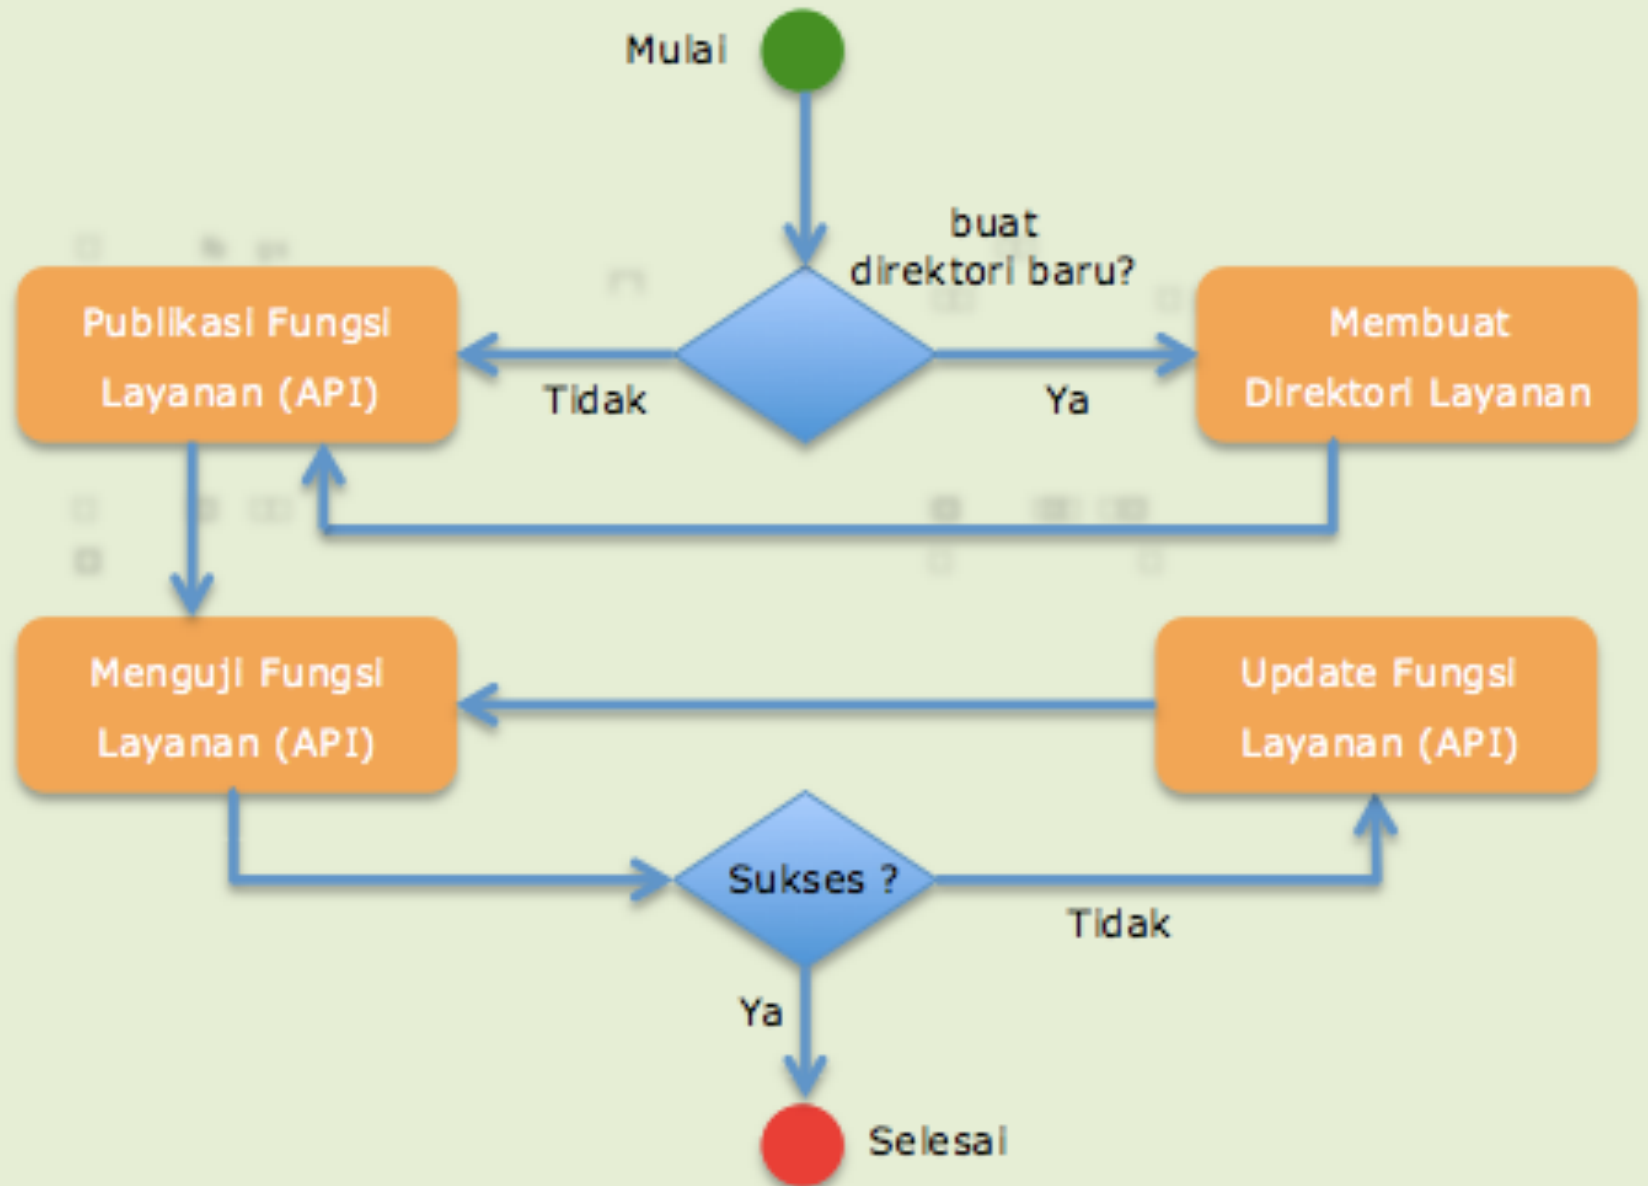 Mulai
buat
direktori baru?
Publikasi Fungsi
Layanan (API)
Tidak
Ya
Membuat
Direktori Layanan
Menguji Fungsi
Layanan (API)
Update Fungsi
Layanan (API)
Sukses ?
Tidak
Ya
Selesai